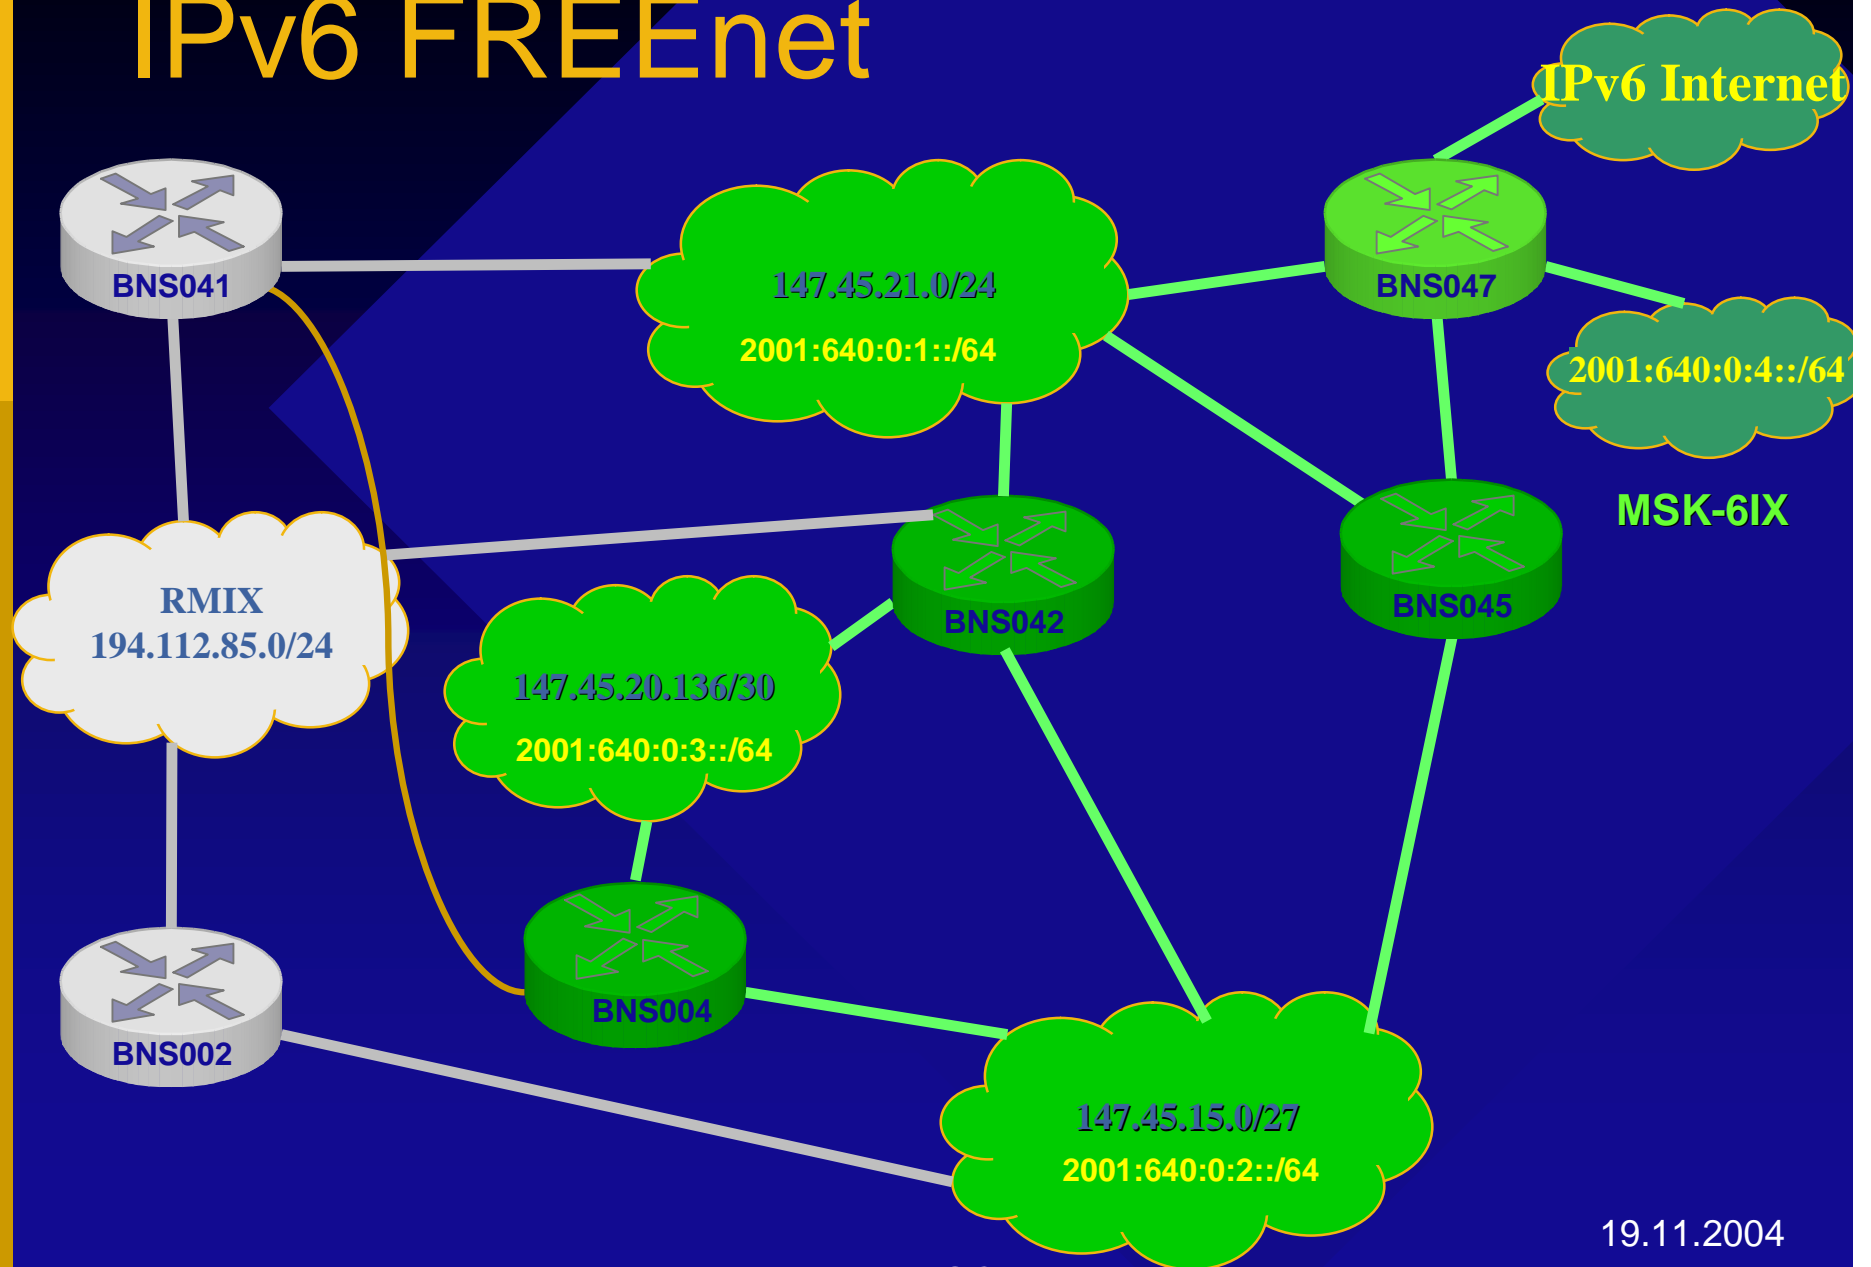 IPv6 FREEnet
IPv6 Internet
BNS041
147.45.21.0/24
2001:640:0:1::/64
BNS047
2001:640:0:4::/64
MSK-6IX
RMIX
194.112.85.0/24
BNS042
BNS045
147.45.20.136/30
2001:640:0:3::/64
BNS004
BNS002
147.45.15.0/27
2001:640:0:2::/64
19.11.2004